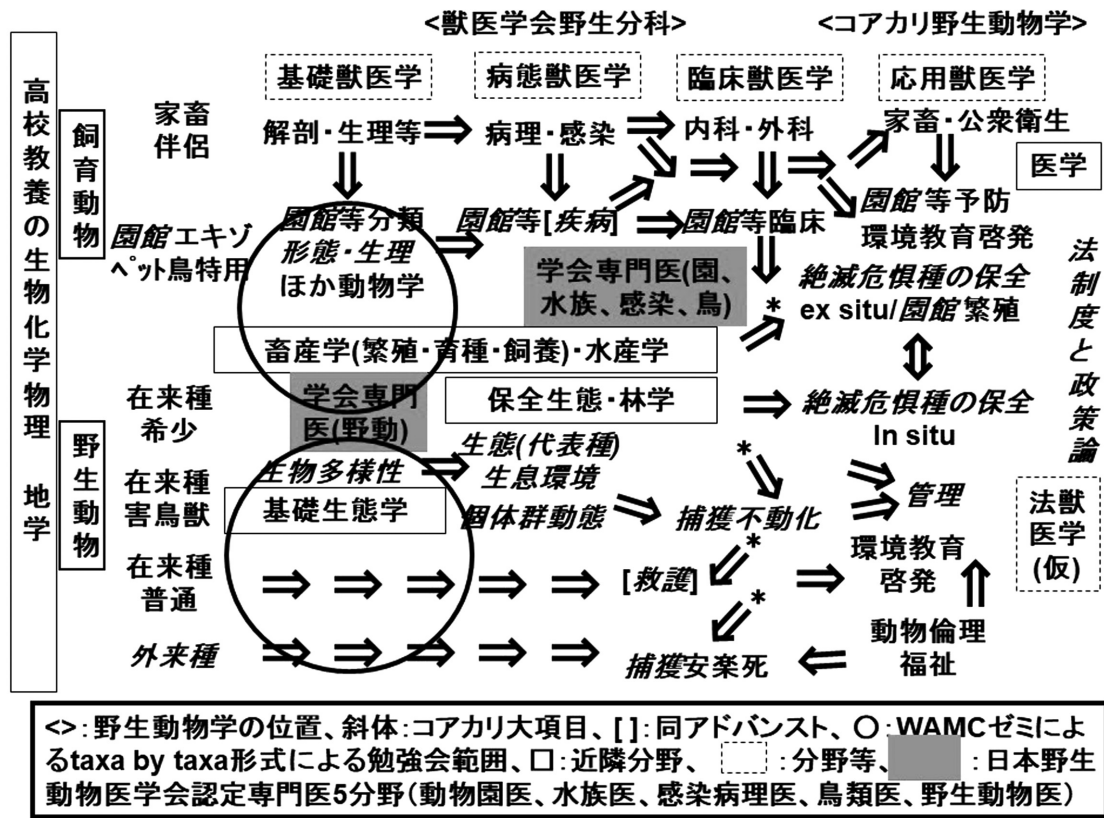 <獣医学会野生分科>
<コアカリ野生動物学>
高校教養の生物化学物理 地学
飼育動物
野生動物
基礎獣医学
病態獣医学
臨床獣医学
応用獣医学
家畜
伴侶
解剖・生理等
病理・感染
内科・外科
家畜・公衆衛生
医学
園館エキゾ
ペット鳥特用
園館等分類
形態・生理
ほか動物学
園館等[疾病]
園館等臨床
園館等予防
環境教育啓発
学会専門医(園、
水族、感染、鳥)
*
絶滅危惧種の保全
ex situ/園館繁殖
法制度と政策論
畜産学(繁殖・育種・飼養)・水産学
在来種
希少
学会専門
医(野動)
保全生態・林学
絶滅危惧種の保全
In situ
在来種
害鳥獣
生物多様性
基礎生態学
生態(代表種)
生息環境
個体群動態
*
捕獲不動化
管理
法獣
医学
(仮)
在来種
普通
*
[救護]
環境教育
啓発
外来種
*
捕獲安楽死
動物倫理
福祉
<>:野生動物学の位置、斜体:コアカリ大項目、[ ]:同アドバンスト、○:WAMCゼミによ
るtaxa by taxa形式による勉強会範囲、□:近隣分野、 :分野等、 :日本野生
動物医学会認定専門医5分野(動物園医、水族医、感染病理医、鳥類医、野生動物医)